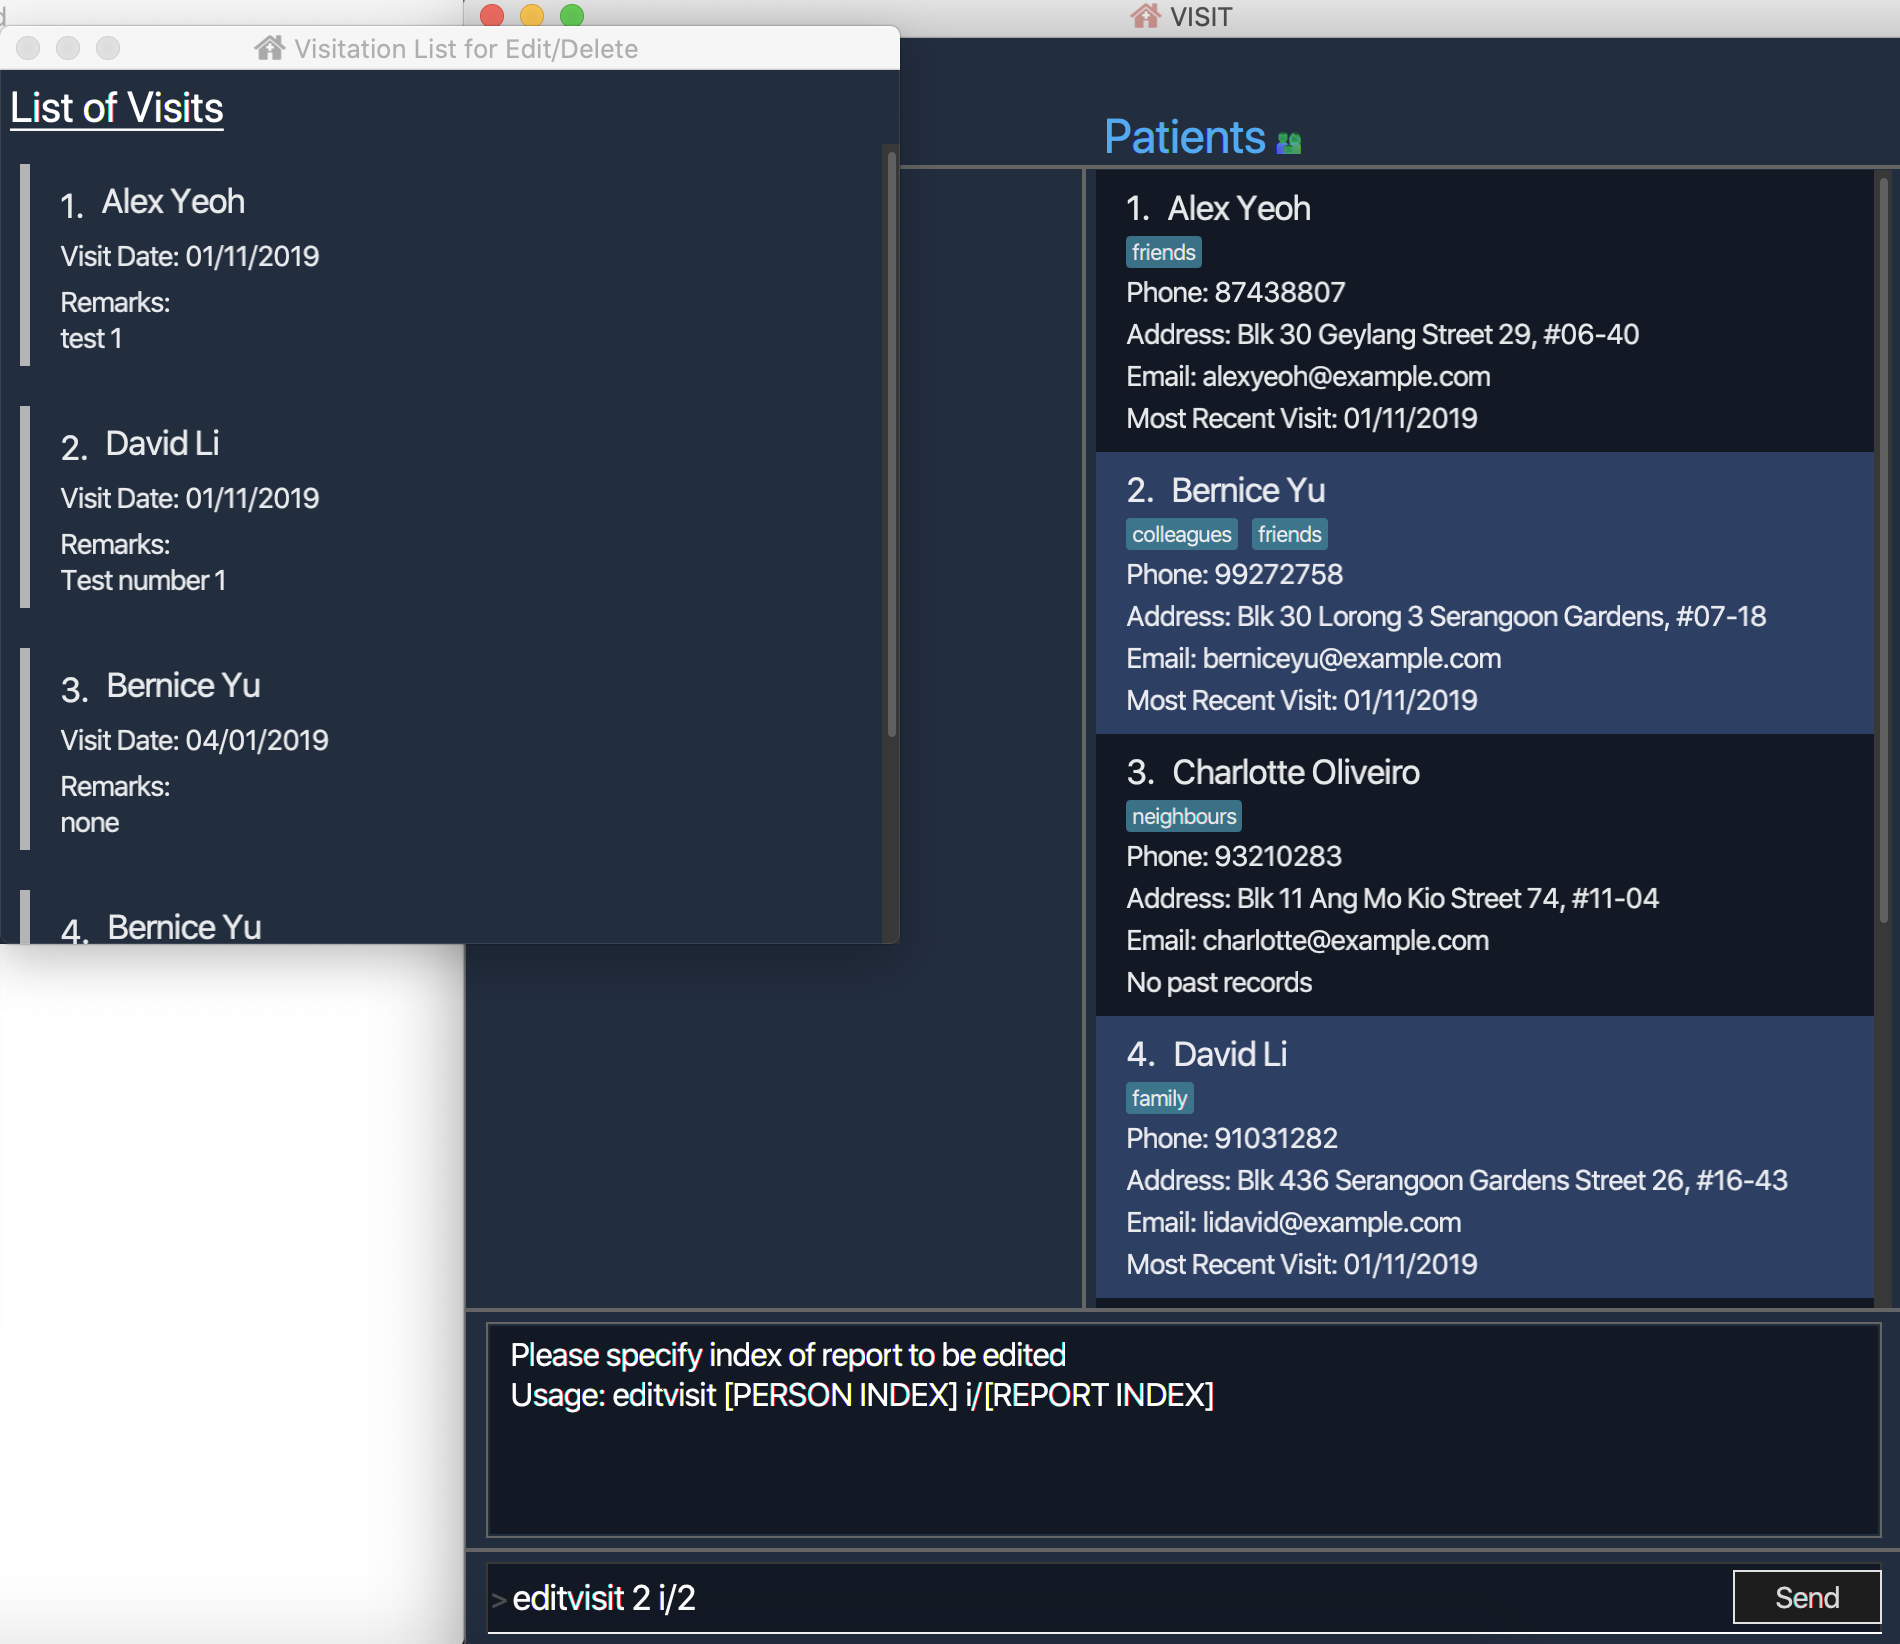 VISIT
Visitation List for Edit/Delete
List of Visits
1. Alex Yeoh
Visit Date: 01/11/2019
Remarks:
test 1
2. David Li
Visit Date: 01/11/2019
Remarks:
Test number 1
3. Bernice Yu
Visit Date: 04/01/2019
Remarks:
none
4. Bernice Yu
Patients
1. Alex Yeoh
friends
Phone: 87438807
Address: Blk 30 Geylang Street 29, #06-40
Email: alexyeoh@example.com
Most Recent Visit: 01/11/2019
2. Bernice Yu
colleagues friends
Phone: 99272758
Address: Blk 30 Lorong 3 Serangoon Gardens, #07-18
Email: berniceyu@example.com
Most Recent Visit: 01/11/2019
3. Charlotte Oliveiro
neighbours
Phone: 93210283
Address: Blk 11 Ang Mo Kio Street 74, #11-04
Email: charlotte@example.com
No past records
4. David Li
family
Phone: 91031282
Address: Blk 436 Serangoon Gardens Street 26, #16-43
Email: lidavid@example.com
Most Recent Visit: 01/11/2019
Please specify index of report to be edited
Usage: editvisit [PERSON INDEX] i/[REPORT INDEX]
> editvisit 2 i/2
Send